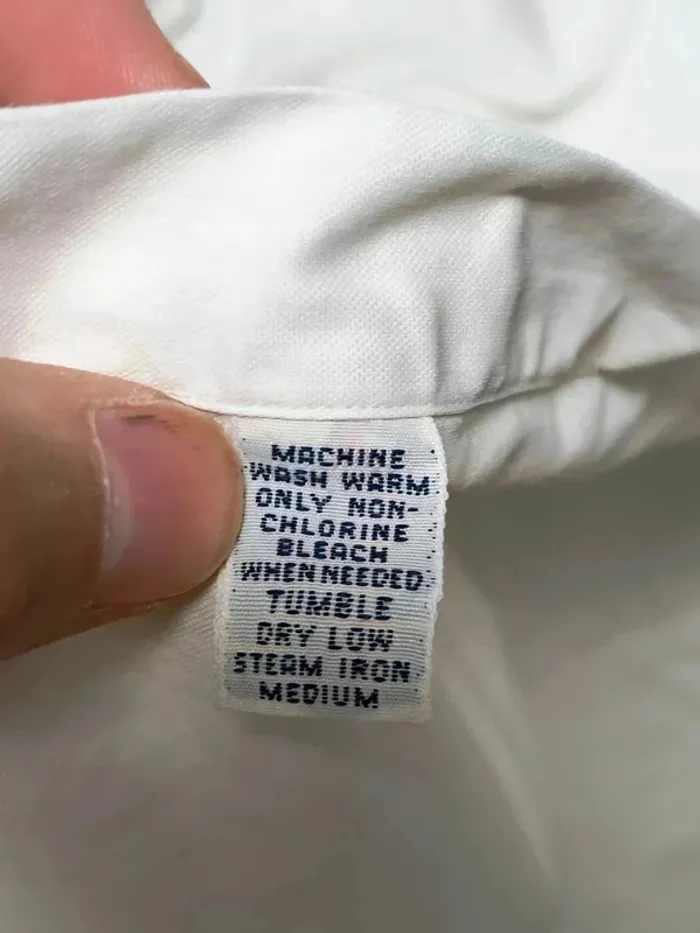 MACHINE
WASH WARM
ONLY NON-
CHLORINE
BLEACH
WHEN NEEDED
TUMBLE
DRY LOW
STEAM IRON
MEDIUM